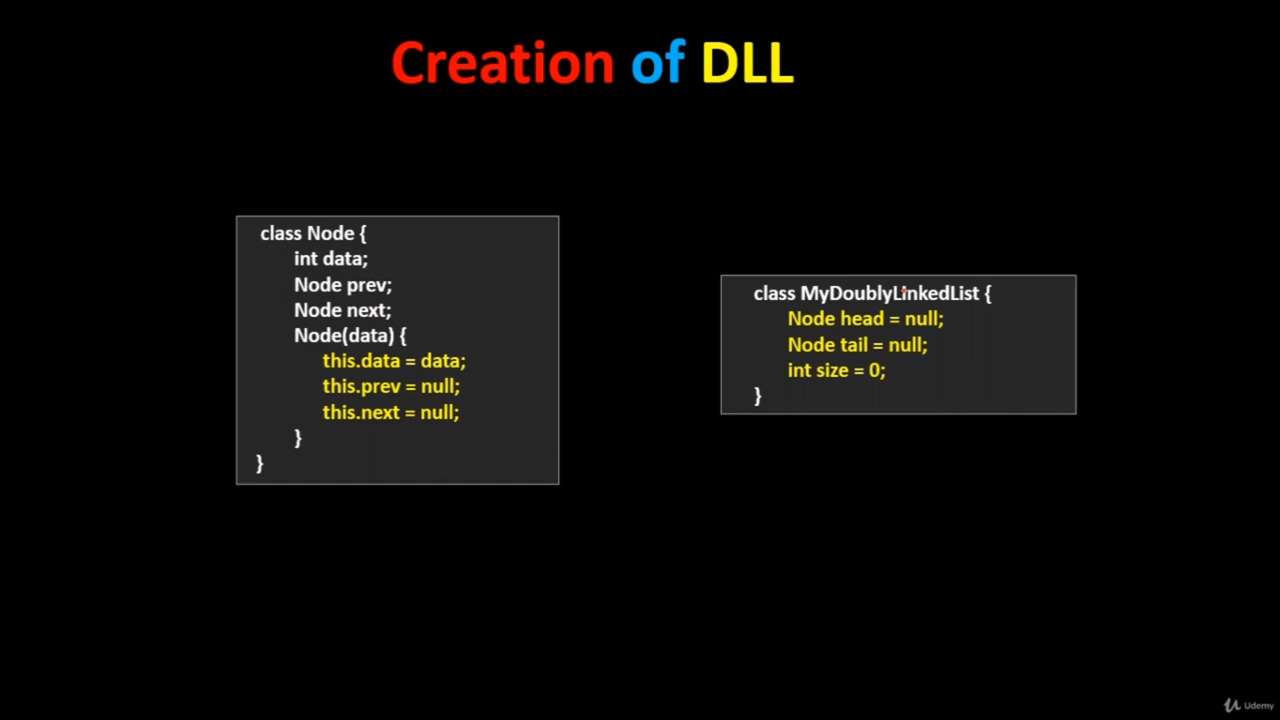 Creation of DLL
class Node {
int data;
Node prev;
Node next;
Node(data) {
this.data = data;
this.prev = null;
this.next = null;
}
}
class MyDoublyLinkedList {
Node head = null;
Node tail = null;
int size = 0;
}
Udemy